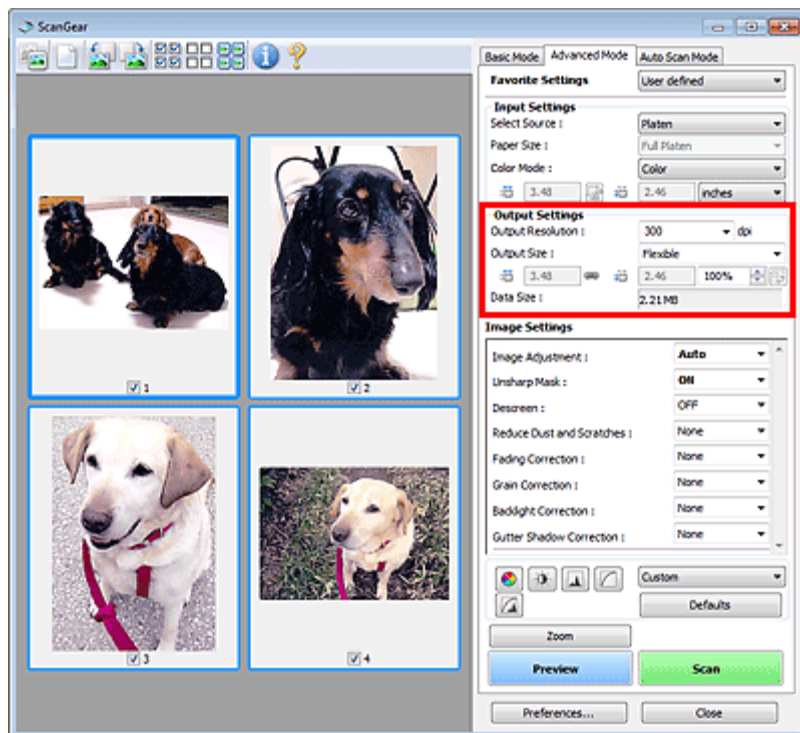 ScanGear
Basic Mode Advanced Mode Auto Scan Mode
Favorite Settings User defined
Input Settings
Select Source : Platen
Paper Size : Full Platen
Color Mode : Color
3.48 2.46 inches
Output Settings
Output Resolution : 300 dpi
Output Size : Flexible
3.48 2.46 100%
Data Size : 2.21 MB
Image Settings
Image Adjustment : Auto
Unsharp Mask : ON
Descreen : OFF
Reduce Dust and Scratches : None
Fading Correction : None
Grain Correction : None
Backlight Correction : None
Gutter Shadow Correction : None
Custom
Defaults
Zoom
Preview Scan
Preferences... Close
1 2
3 4